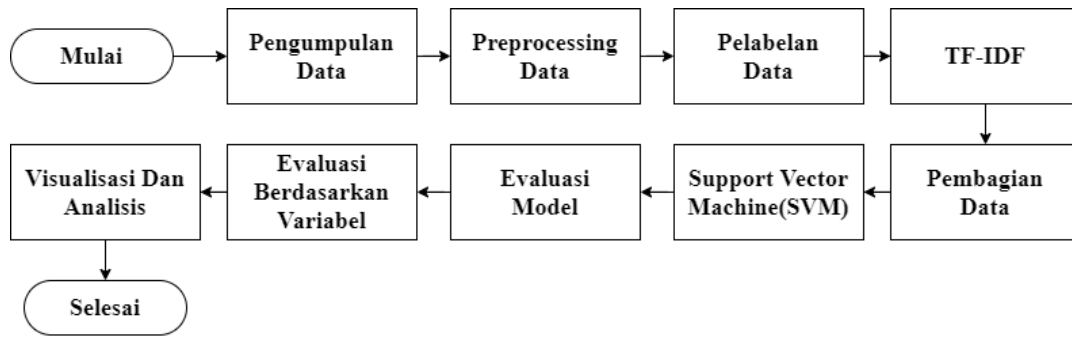 Mulai
Pengumpulan
Data
Preprocessing
Data
Pelabelan
Data
TF-IDF
Pembagian
Data
Support Vector
Machine(SVM)
Evaluasi
Model
Evaluasi
Berdasarkan
Variabel
Visualisasi Dan
Analisis
Selesai